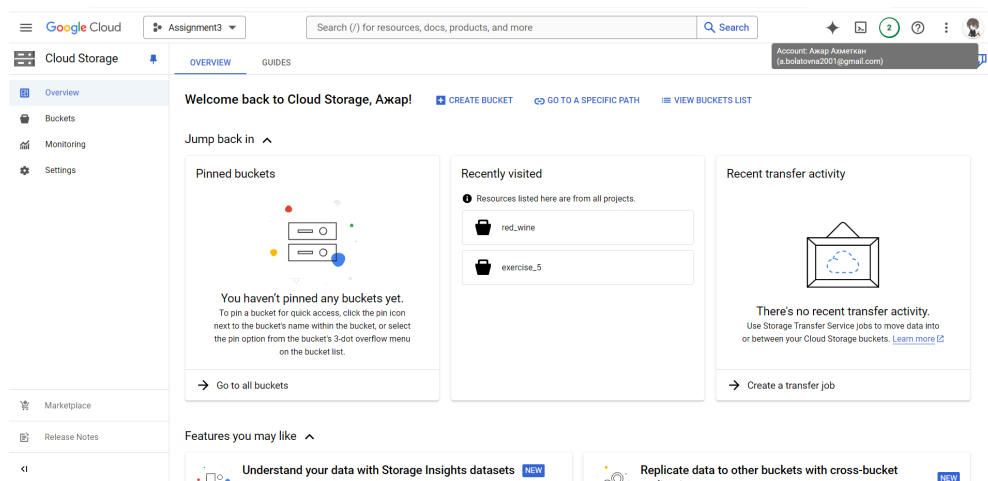 Google Cloud
Assignment3
Search (/) for resources, docs, products, and more
Search
2
Cloud Storage
OVERVIEW
GUIDES
Account: Ажар Ахметкан
(a.bolatovna2001@gmail.com)
Overview
Buckets
Monitoring
Settings
Welcome back to Cloud Storage, Ажар!
CREATE BUCKET
GO TO A SPECIFIC PATH
VIEW BUCKETS LIST
Jump back in
Pinned buckets
You haven't pinned any buckets yet.
To pin a bucket for quick access, click the pin icon
next to the bucket's name within the bucket, or select
the pin option from the bucket's 3-dot overflow menu
on the bucket list.
Go to all buckets
Recently visited
Resources listed here are from all projects.
red_wine
exercise_5
Recent transfer activity
There's no recent transfer activity.
Use Storage Transfer Service jobs to move data into
or between your Cloud Storage buckets. Learn more
Create a transfer job
Marketplace
Release Notes
Features you may like
Understand your data with Storage Insights datasets NEW
Replicate data to other buckets with cross-bucket
NEW